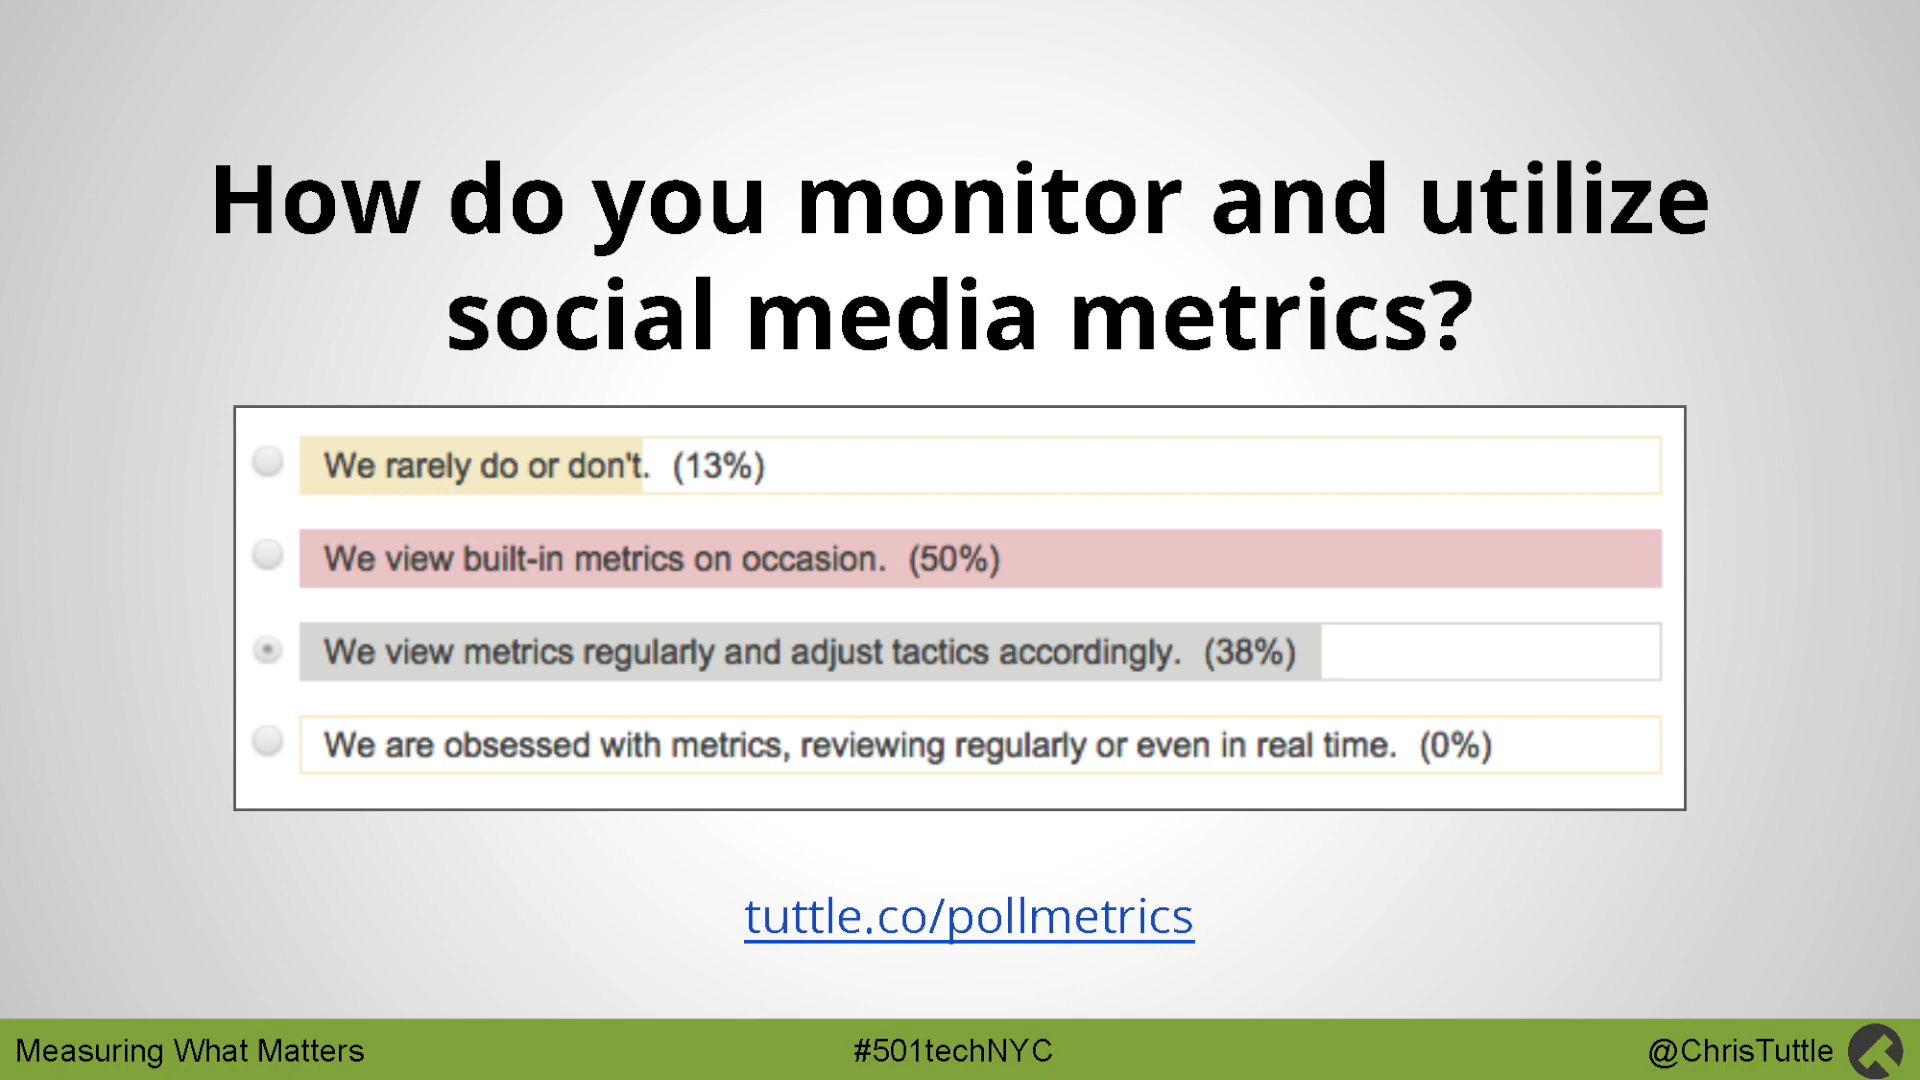 How do you monitor and utilize
social media metrics?
We rarely do or don't. (13%)
We view built-in metrics on occasion. (50%)
We view metrics regularly and adjust tactics accordingly. (38%)
We are obsessed with metrics, reviewing regularly or even in real time. (0%)
tuttle.co/pollmetrics
Measuring What Matters
#501techNYC
@ChrisTuttle